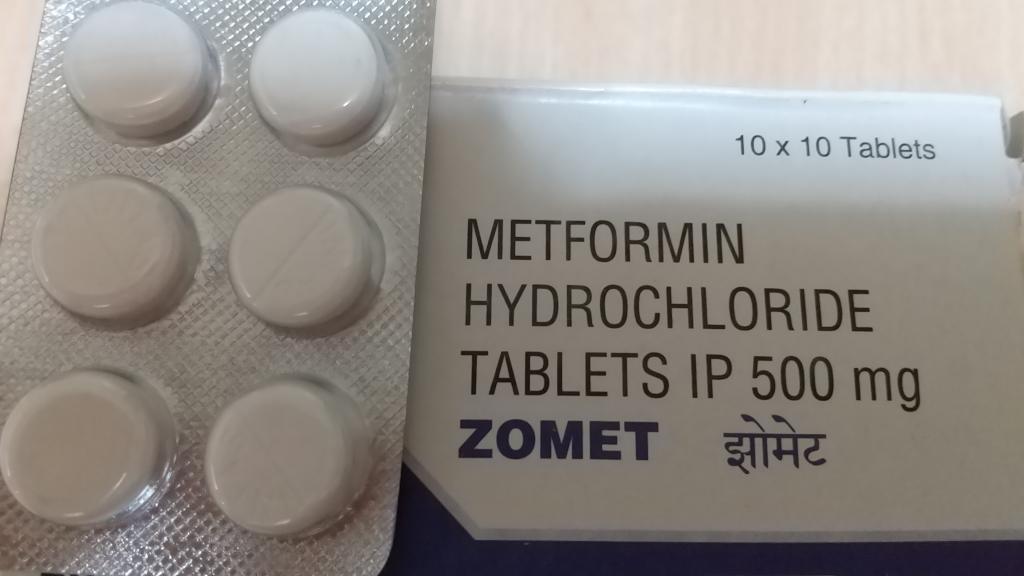 10 x 10 Tablets
METFORMIN
HYDROCHLORIDE
TABLETS IP 500 mg
ZOMET झोमेट